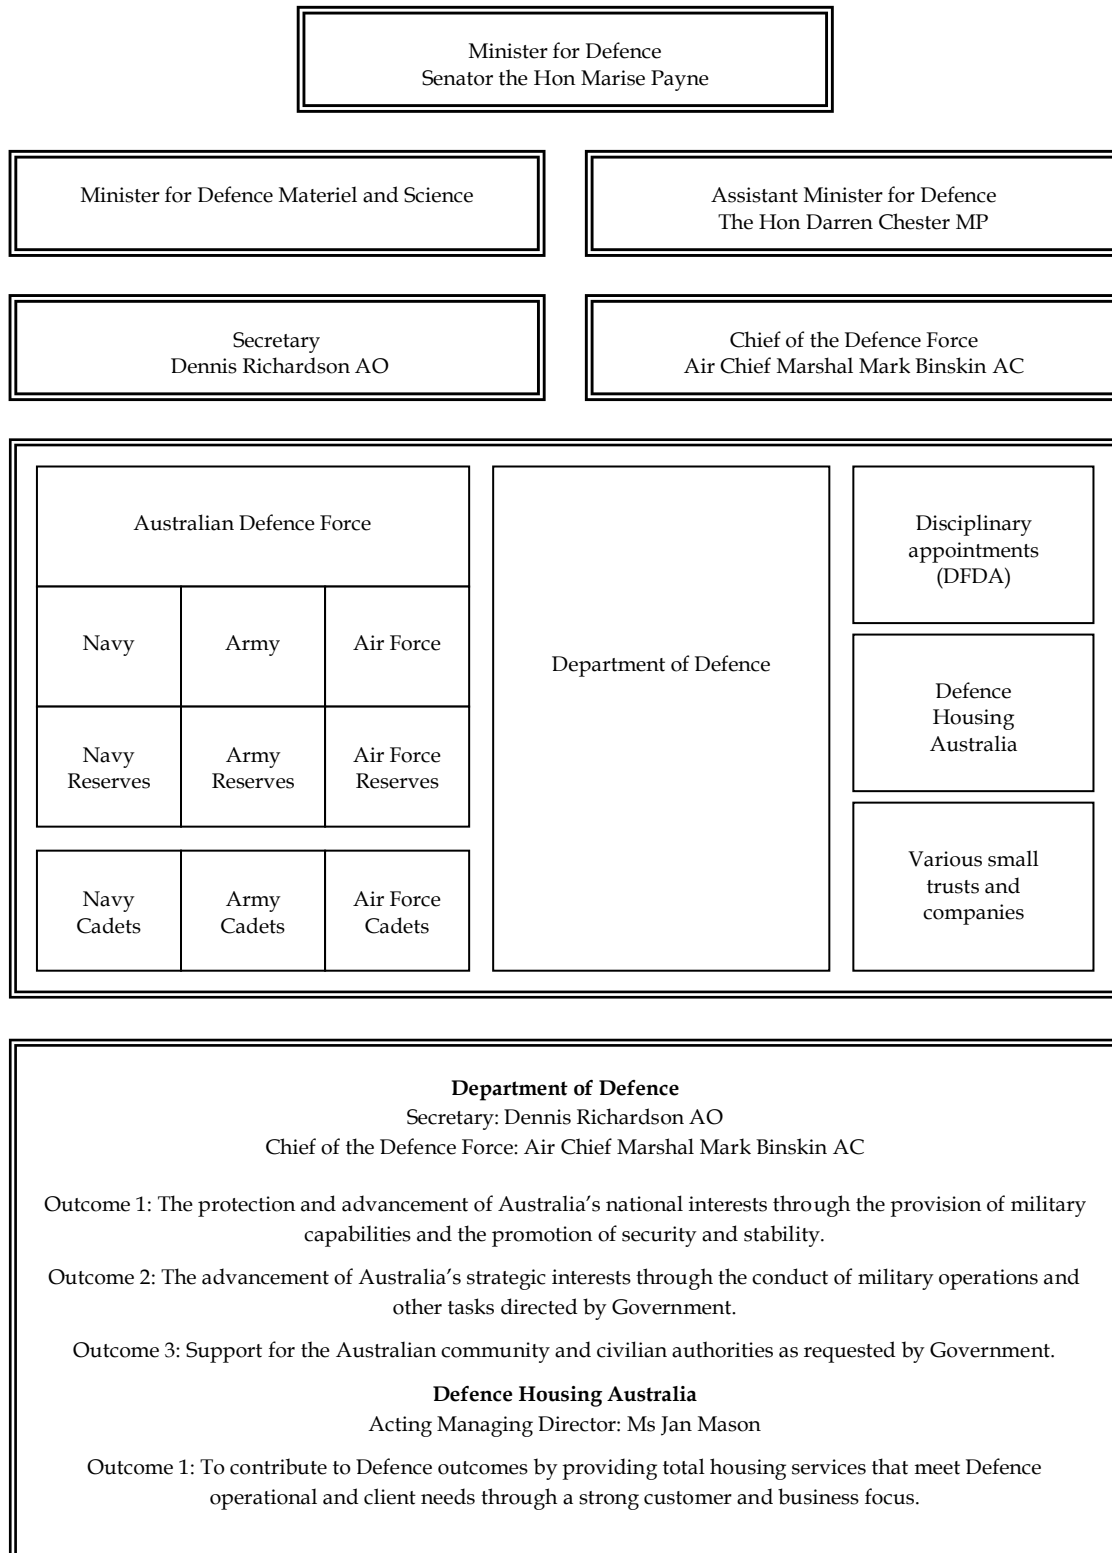 Minister for Defence
Senator the Hon Marise Payne
Minister for Defence Materiel and Science
Assistant Minister for Defence
The Hon Darren Chester MP
Secretary
Dennis Richardson AO
Chief of the Defence Force
Air Chief Marshal Mark Binskin AC
Australian Defence Force
Navy
Army
Air Force
Navy
Reserves
Army
Reserves
Air Force
Reserves
Navy
Cadets
Army
Cadets
Air Force
Cadets
Department of Defence
Disciplinary
appointments
(DFDA)
Defence
Housing
Australia
Various small
trusts and
companies
Department of Defence
Secretary: Dennis Richardson AO
Chief of the Defence Force: Air Chief Marshal Mark Binskin AC
Outcome 1: The protection and advancement of Australia’s national interests through the provision of military
capabilities and the promotion of security and stability.
Outcome 2: The advancement of Australia’s strategic interests through the conduct of military operations and
other tasks directed by Government.
Outcome 3: Support for the Australian community and civilian authorities as requested by Government.
Defence Housing Australia
Acting Managing Director: Ms Jan Mason
Outcome 1: To contribute to Defence outcomes by providing total housing services that meet Defence
operational and client needs through a strong customer and business focus.